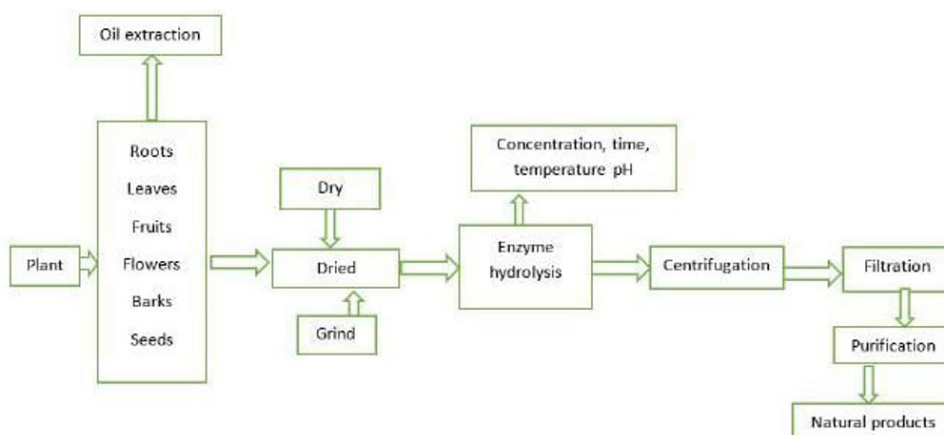 Oil extraction
Plant
Roots
Leaves
Fruits
Flowers
Barks
Seeds
Dry
Dried
Grind
Concentration, time,
temperature pH
Enzyme
hydrolysis
Centrifugation
Filtration
Purification
Natural products